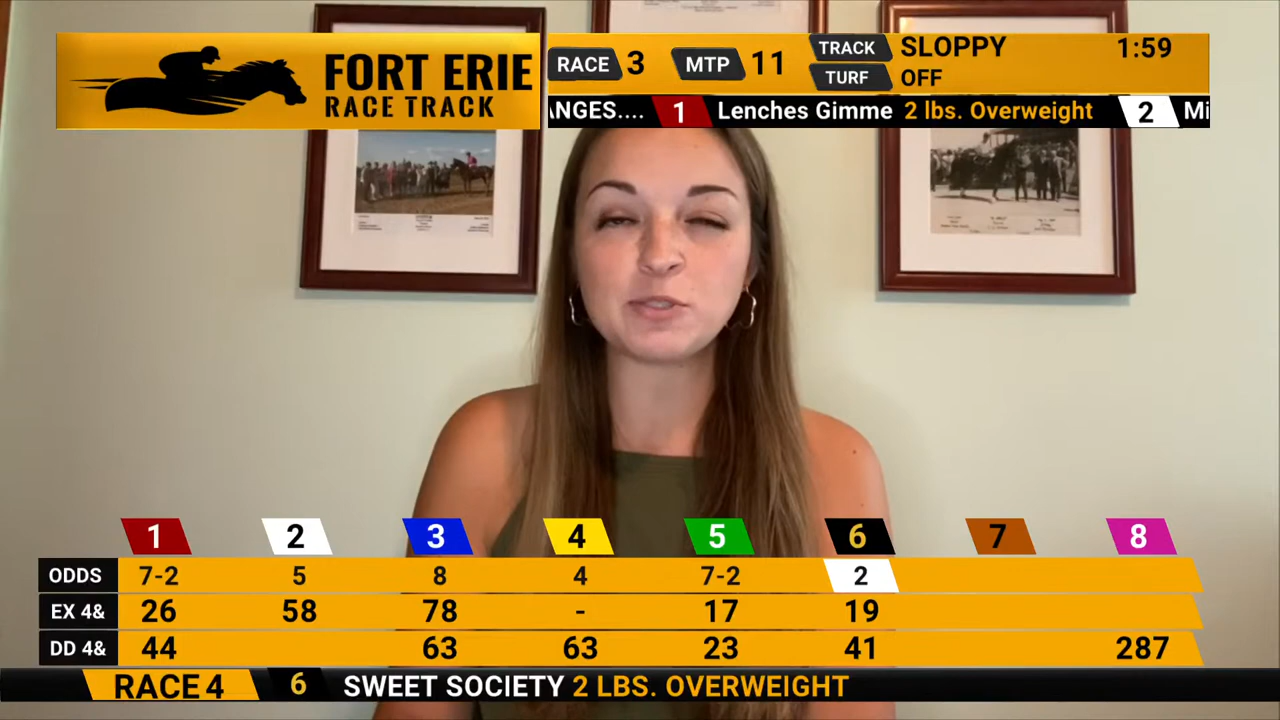 FORT ERIE
RACE TRACK
RACE 3 MTP 11 TRACK SLOPPY 1:59
TURF OFF
ANGES.... 1 Lenches Gimme 2 lbs. Overweight 2 Mi
1 2 3 4 5 6 7 8
ODDS 7-2 5 8 4 7-2 2
EX 4& 26 58 78 - 17 19
DD 4& 44 63 63 23 41 287
RACE 4 6 SWEET SOCIETY 2 LBS. OVERWEIGHT